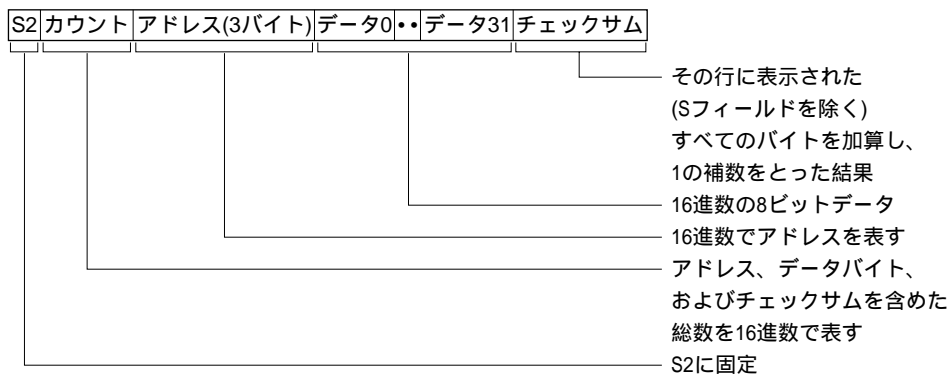 S2 カウント アドレス(3バイト) データ0 ・・ データ31 チェックサム
その行に表示された
(Sフィールドを除く)
すべてのバイトを加算し、
1の補数をとった結果
16進数の8ビットデータ
16進数でアドレスを表す
アドレス、データバイト、
およびチェックサムを含めた
総数を16進数で表す
S2に固定